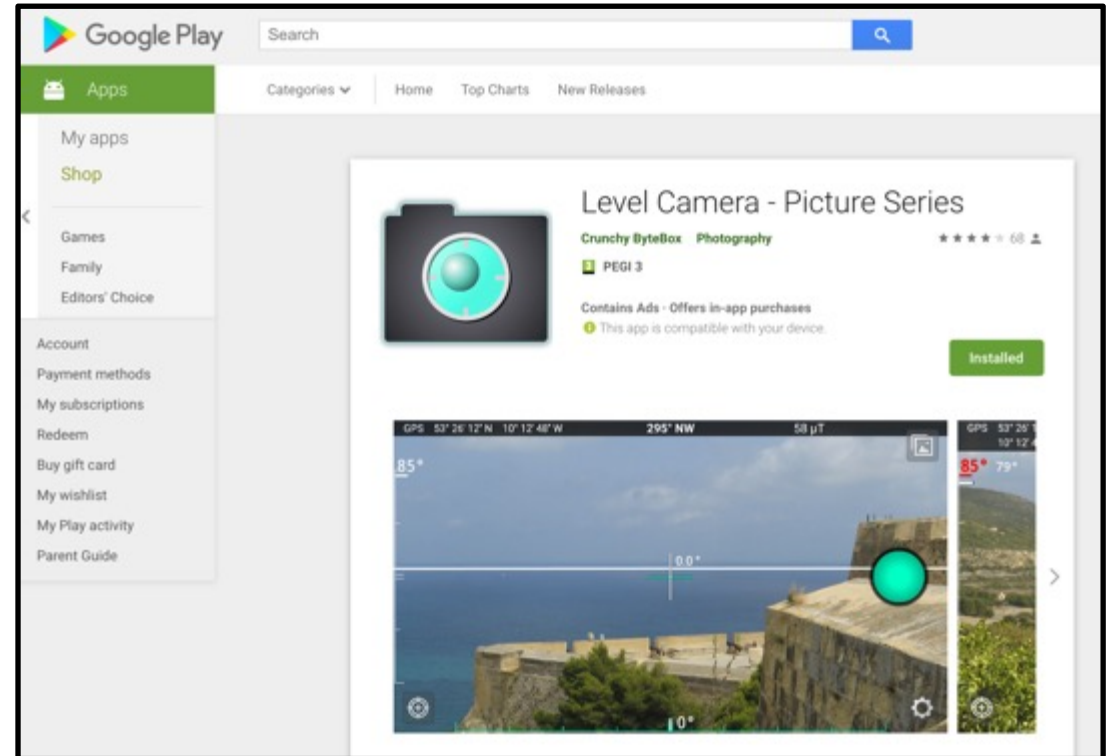 Google Play
Search
Apps
Categories Home Top Charts New Releases
My apps
Shop
Games
Family
Editors' Choice
Account
Payment methods
My subscriptions
Redeem
Buy gift card
My wishlist
My Play activity
Parent Guide
Level Camera - Picture Series
Crunchy ByteBox Photography
68
3 PEGI 3
Contains Ads · Offers in-app purchases
This app is compatible with your device.
Installed
GPS 53° 26' 12" N 10° 12' 48" W 295° NW 58 µT
85°
0.0°
0°
GPS 53° 26'
10° 12'
85° 79°